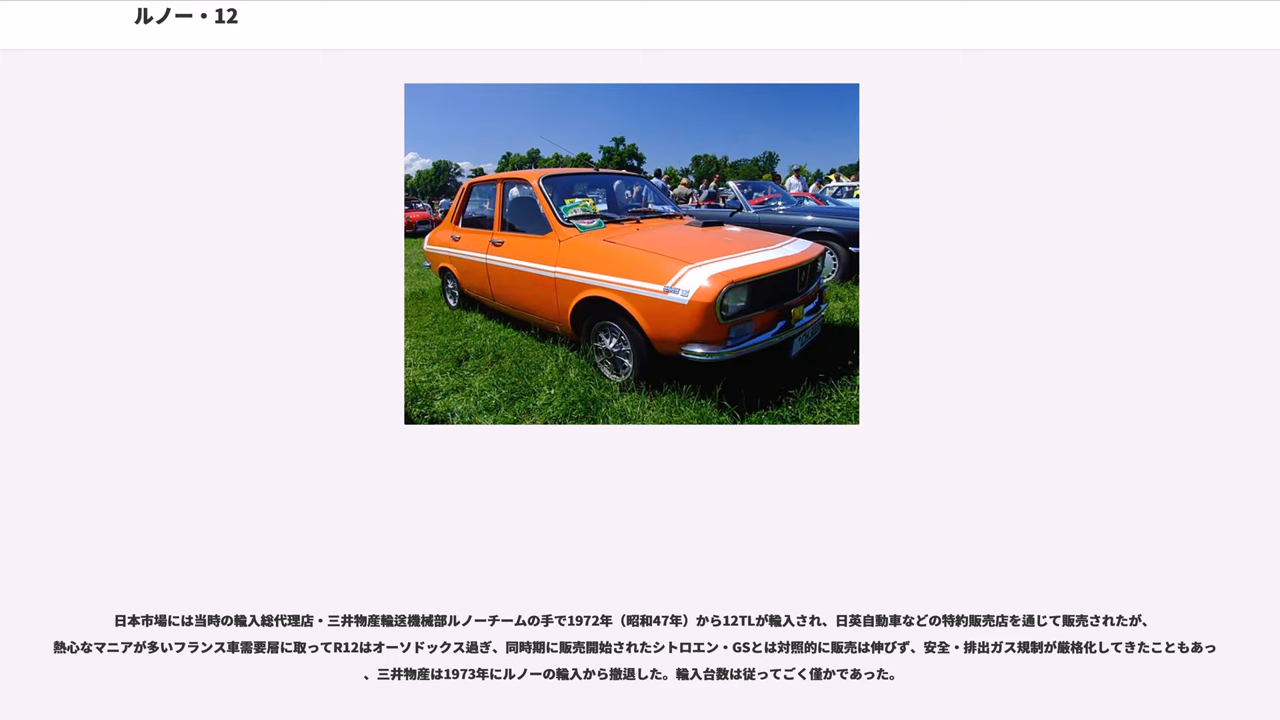 ルノー・12
日本市場には当時の輸入総代理店・三井物産輸送機械部ルノーチームの手で1972年（昭和47年）から12TLが輸入され、日英自動車などの特約販売店を通じて販売されたが、
熱心なマニアが多いフランス車需要層に取ってR12はオーソドックス過ぎ、同時期に販売開始されたシトロエン・GSとは対照的に販売は伸びず、安全・排出ガス規制が厳格化してきたこともあっ
、三井物産は1973年にルノーの輸入から撤退した。輸入台数は従ってごく僅かであった。